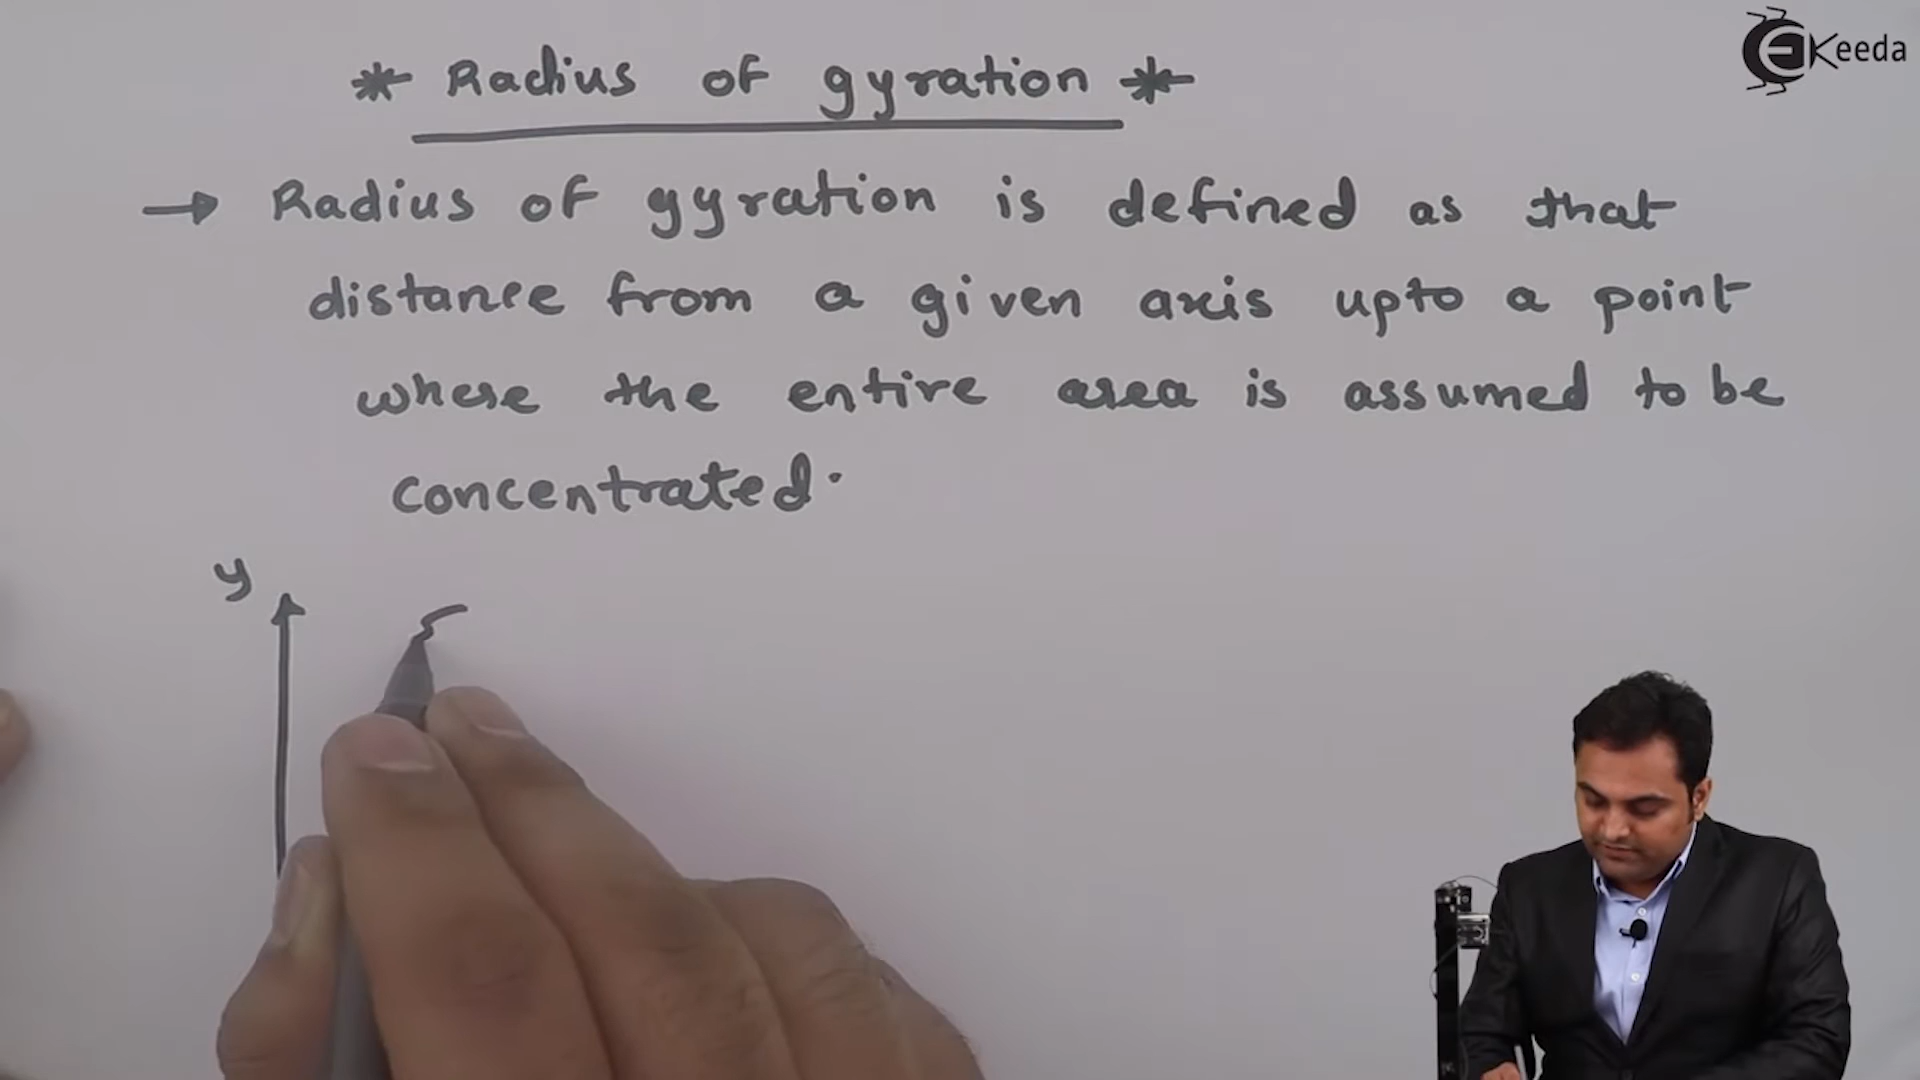 * Radius of gyration *
Keeda
→ Radius of gyration is defined as that
distance from a given axis upto a point
where the entire area is assumed to be
concentrated.
y